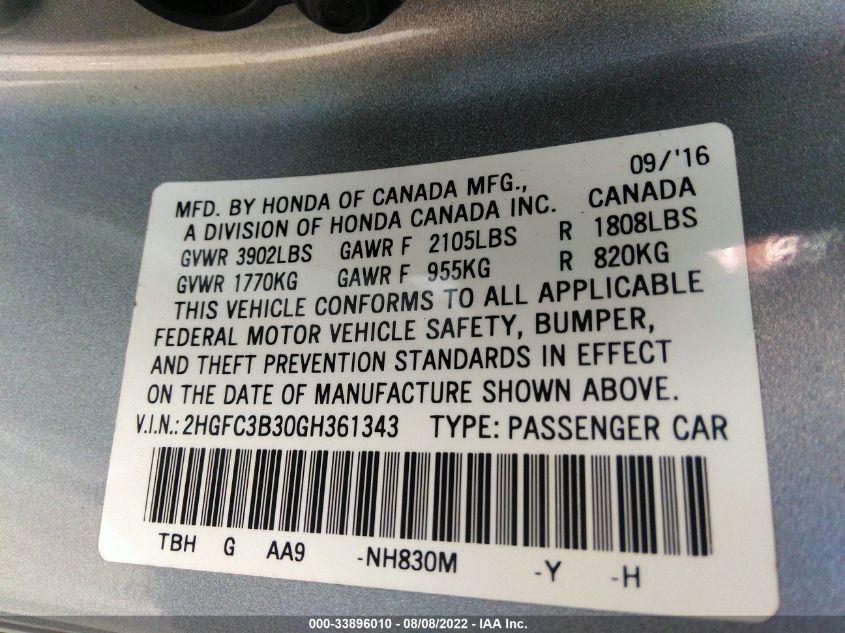 09/'16
MFD. BY HONDA OF CANADA MFG.,
A DIVISION OF HONDA CANADA INC. CANADA
GVWR 3902LBS GAWR F 2105LBS R 1808LBS
GVWR 1770KG GAWR F 955KG R 820KG
THIS VEHICLE CONFORMS TO ALL APPLICABLE
FEDERAL MOTOR VEHICLE SAFETY, BUMPER,
AND THEFT PREVENTION STANDARDS IN EFFECT
ON THE DATE OF MANUFACTURE SHOWN ABOVE.
V.I.N.: 2HGFC3B30GH361343 TYPE: PASSENGER CAR
TBH G AA9 -NH830M -Y -H
000-33896010 - 08/08/2022 - IAA Inc.